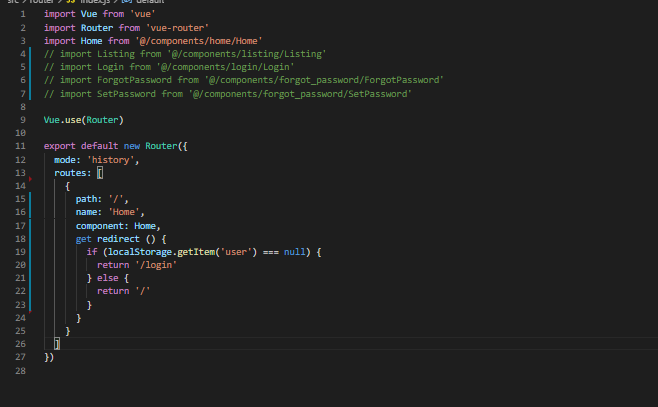 src > router > JS index.js > default
1 import Vue from 'vue'
2 import Router from 'vue-router'
3 import Home from '@/components/home/Home'
4 // import Listing from '@/components/listing/Listing'
5 // import Login from '@/components/login/Login'
6 // import ForgotPassword from '@/components/forgot_password/ForgotPassword'
7 // import SetPassword from '@/components/forgot_password/SetPassword'
8
9 Vue.use(Router)
10
11 export default new Router({
12   mode: 'history',
13   routes: [
14     {
15       path: '/',
16       name: 'Home',
17       component: Home,
18       get redirect () {
19         if (localStorage.getItem('user') === null) {
20           return '/login'
21         } else {
22           return '/'
23         }
24       }
25     }
26   ]
27 })
28